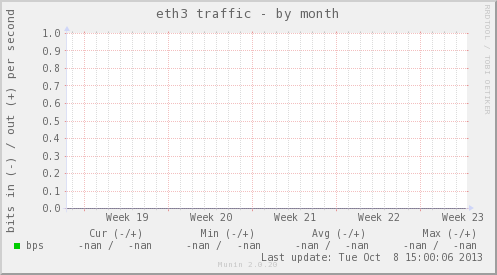 eth3 traffic - by month
RRDTOOL / TOBI OETIKER
bits in (-) / out (+) per second
1.0
0.9
0.8
0.7
0.6
0.5
0.4
0.3
0.2
0.1
0.0
Week 19 Week 20 Week 21 Week 22 Week 23
Cur (-/+) Min (-/+) Avg (-/+) Max (-/+)
bps -nan / -nan -nan / -nan -nan / -nan -nan / -nan
Last update: Tue Oct 8 15:00:06 2013
Munin 2.0.20